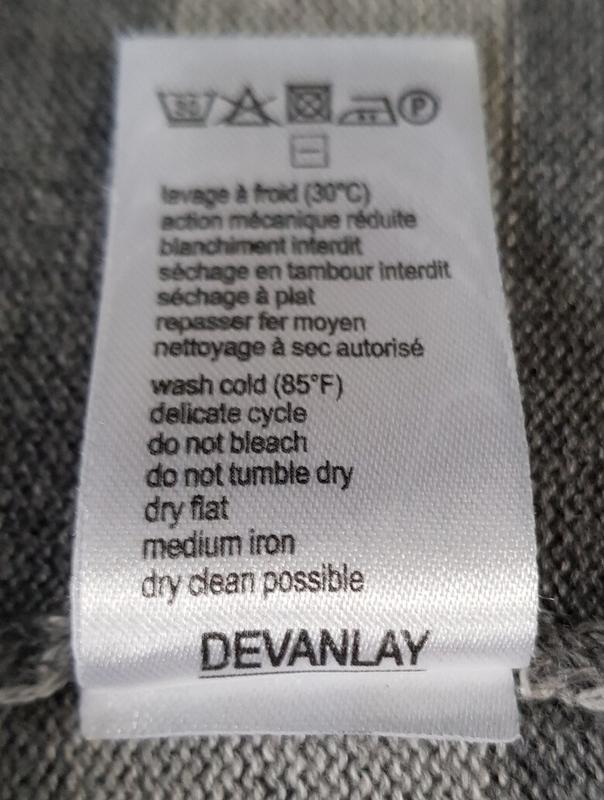 30 P
lavage à froid (30°C)
action mécanique réduite
blanchiment interdit
séchage en tambour interdit
séchage à plat
repasser fer moyen
nettoyage à sec autorisé
wash cold (85°F)
delicate cycle
do not bleach
do not tumble dry
dry flat
medium iron
dry clean possible
DEVANLAY